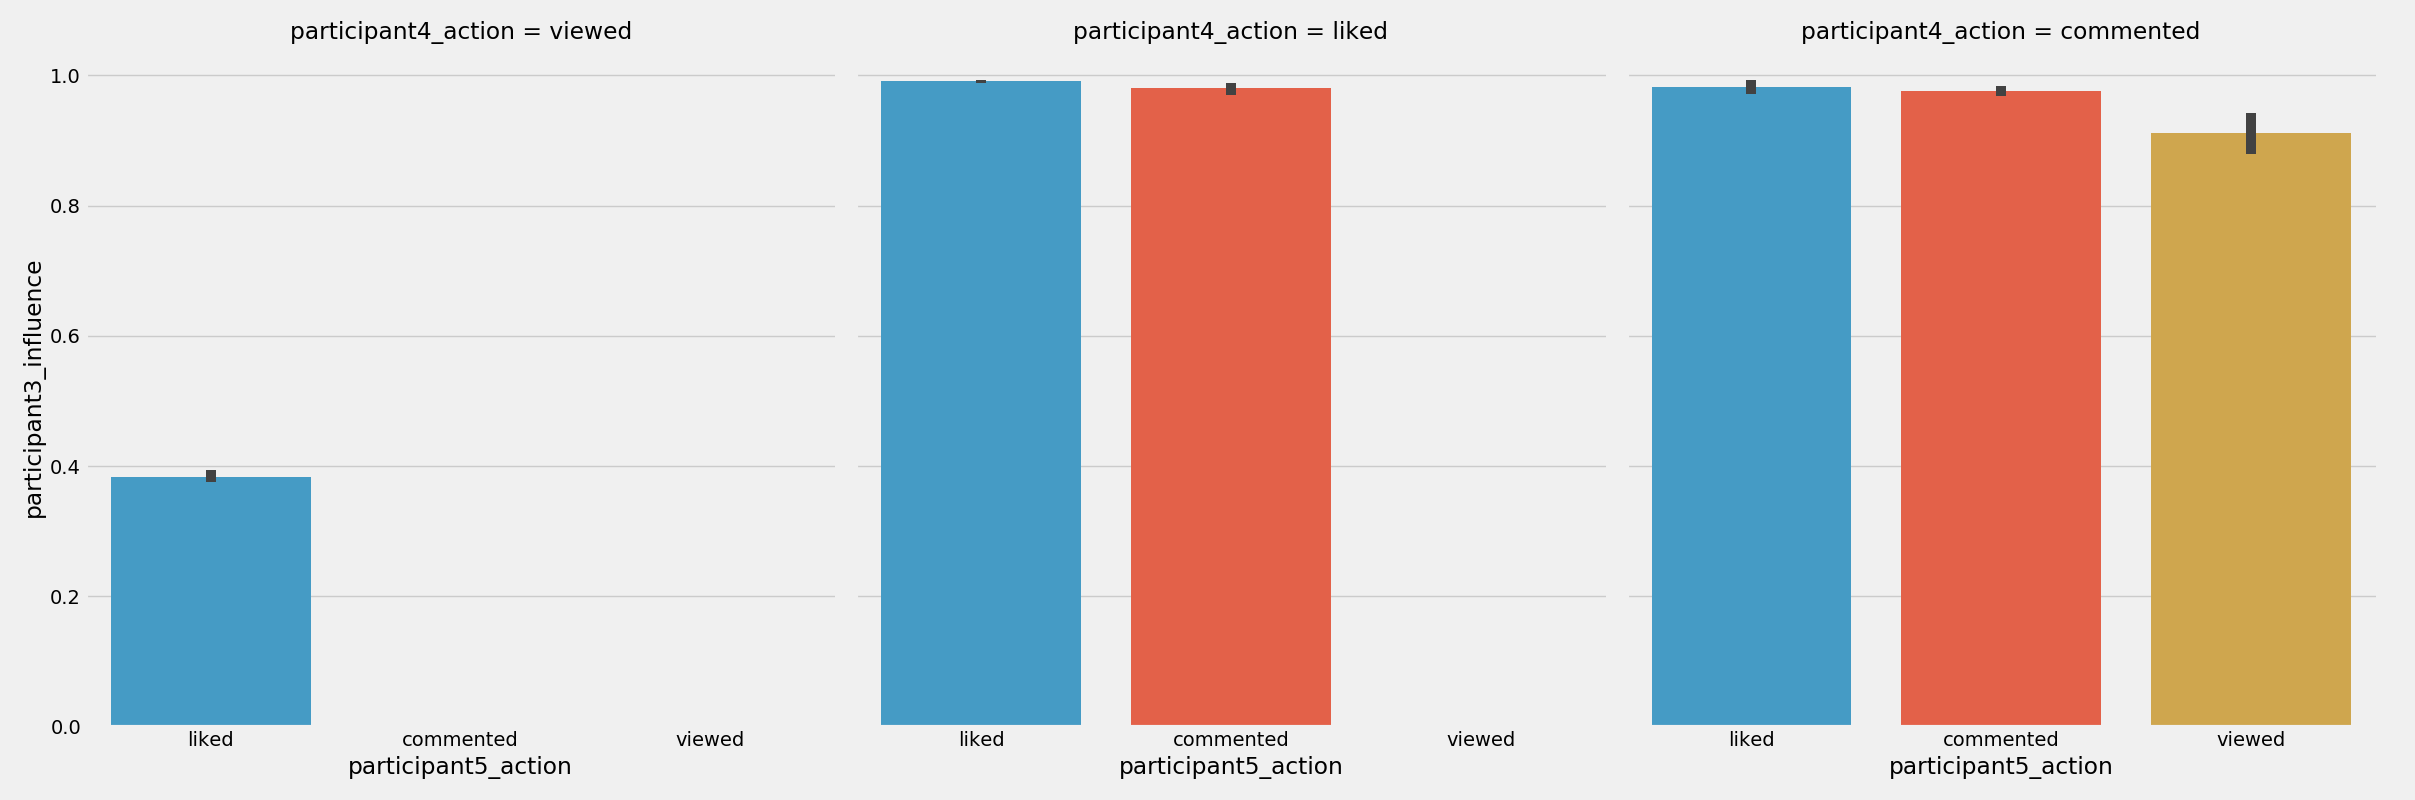 participant4_action = viewed
participant4_action = liked
participant4_action = commented
participant3_influence
1.0
0.8
0.6
0.4
0.2
0.0
liked commented viewed
participant5_action
liked commented viewed
participant5_action
liked commented viewed
participant5_action